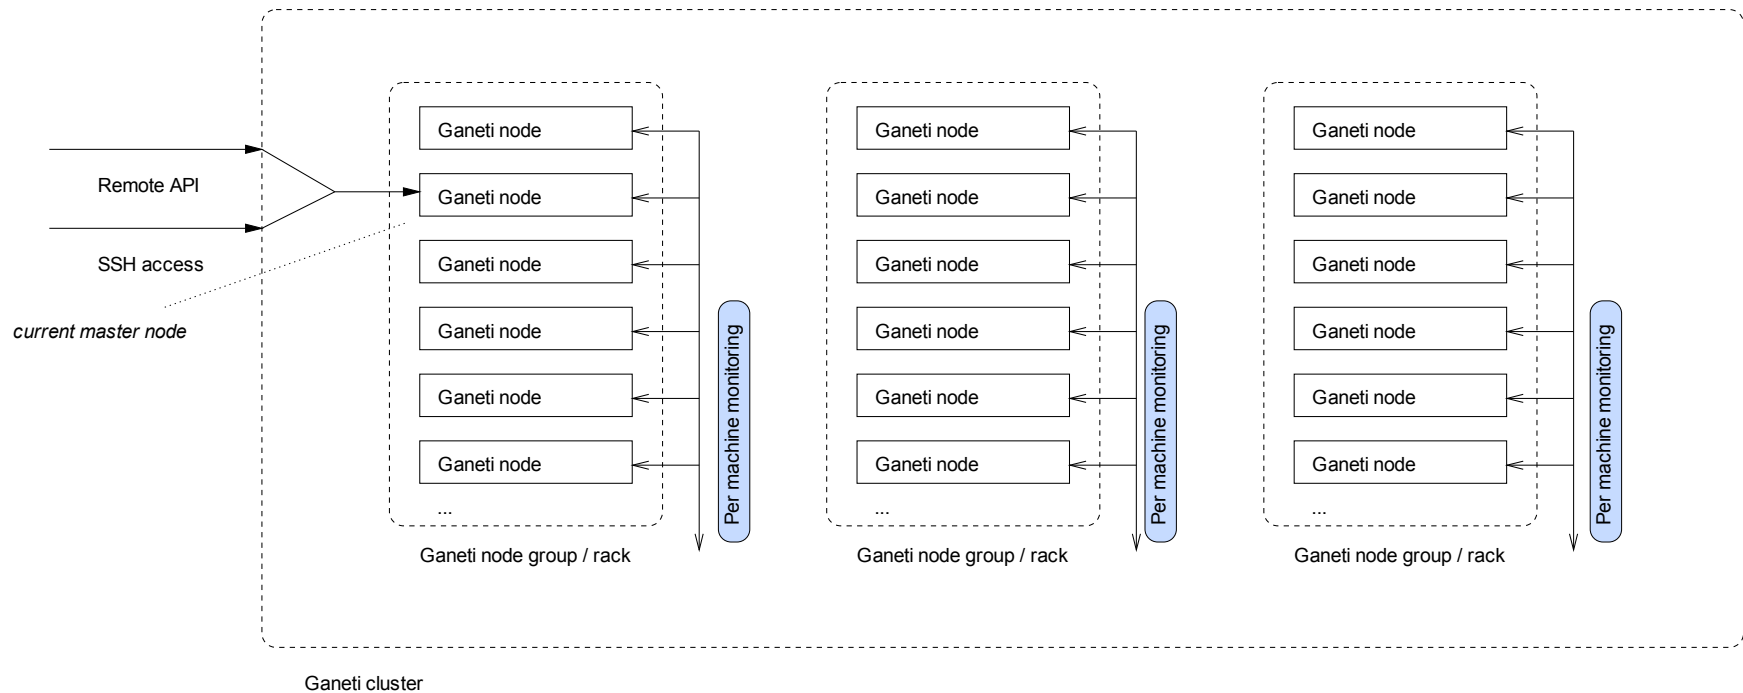 Remote API
SSH access
current master node
Ganeti node
Ganeti node
Ganeti node
Ganeti node
Ganeti node
Ganeti node
...
Ganeti node group / rack
Per machine monitoring
Ganeti node
Ganeti node
Ganeti node
Ganeti node
Ganeti node
Ganeti node
...
Ganeti node group / rack
Per machine monitoring
Ganeti node
Ganeti node
Ganeti node
Ganeti node
Ganeti node
Ganeti node
...
Ganeti node group / rack
Per machine monitoring
Ganeti cluster